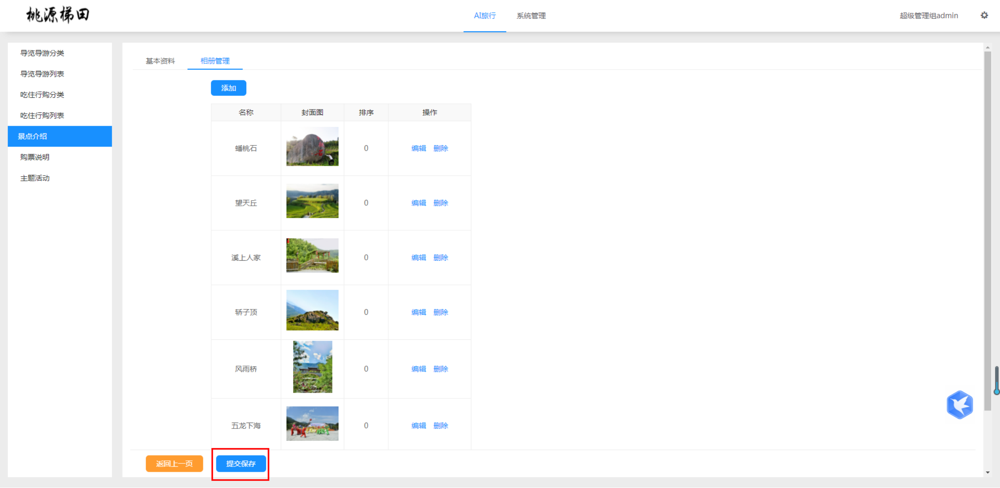 桃源梯田
AI旅行 系统管理
超级管理组admin
导览导游分类
导览导游列表
吃住行购分类
吃住行购列表
景点介绍
购票说明
主题活动
基本资料 相册管理
添加
名称 封面图 排序 操作
蟠桃石 0 编辑 删除
望天丘 0 编辑 删除
溪上人家 0 编辑 删除
轿子顶 0 编辑 删除
风雨桥 0 编辑 删除
五龙下海 0 编辑 删除
返回上一页 提交保存